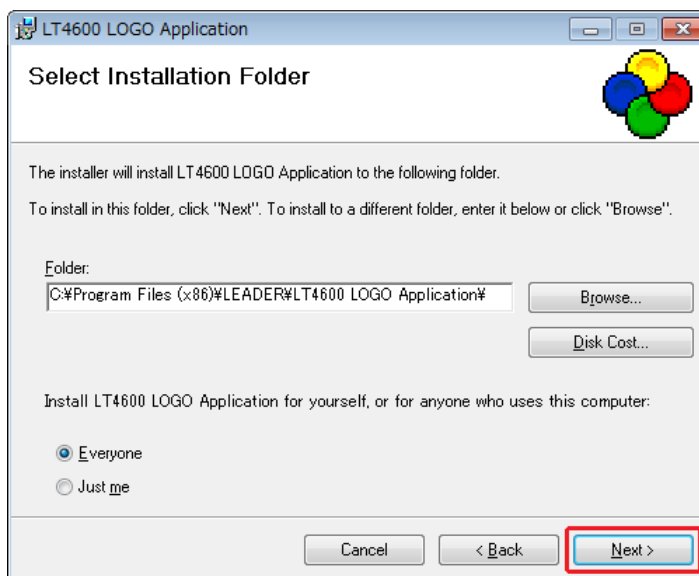 LT4600 LOGO Application
Select Installation Folder
The installer will install LT4600 LOGO Application to the following folder.
To install in this folder, click "Next". To install to a different folder, enter it below or click "Browse".
Folder:
C:¥Program Files (x86)¥LEADER¥LT4600 LOGO Application¥
Browse...
Disk Cost...
Install LT4600 LOGO Application for yourself, or for anyone who uses this computer:
Everyone
Just me
Cancel
< Back
Next >